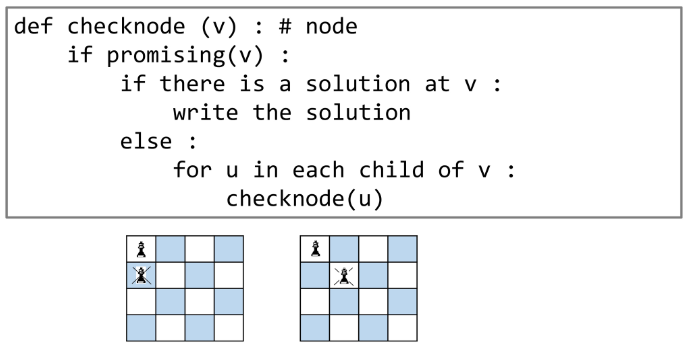 def checknode (v) : # node
    if promising(v) :
        if there is a solution at v :
            write the solution
        else :
            for u in each child of v :
                checknode(u)